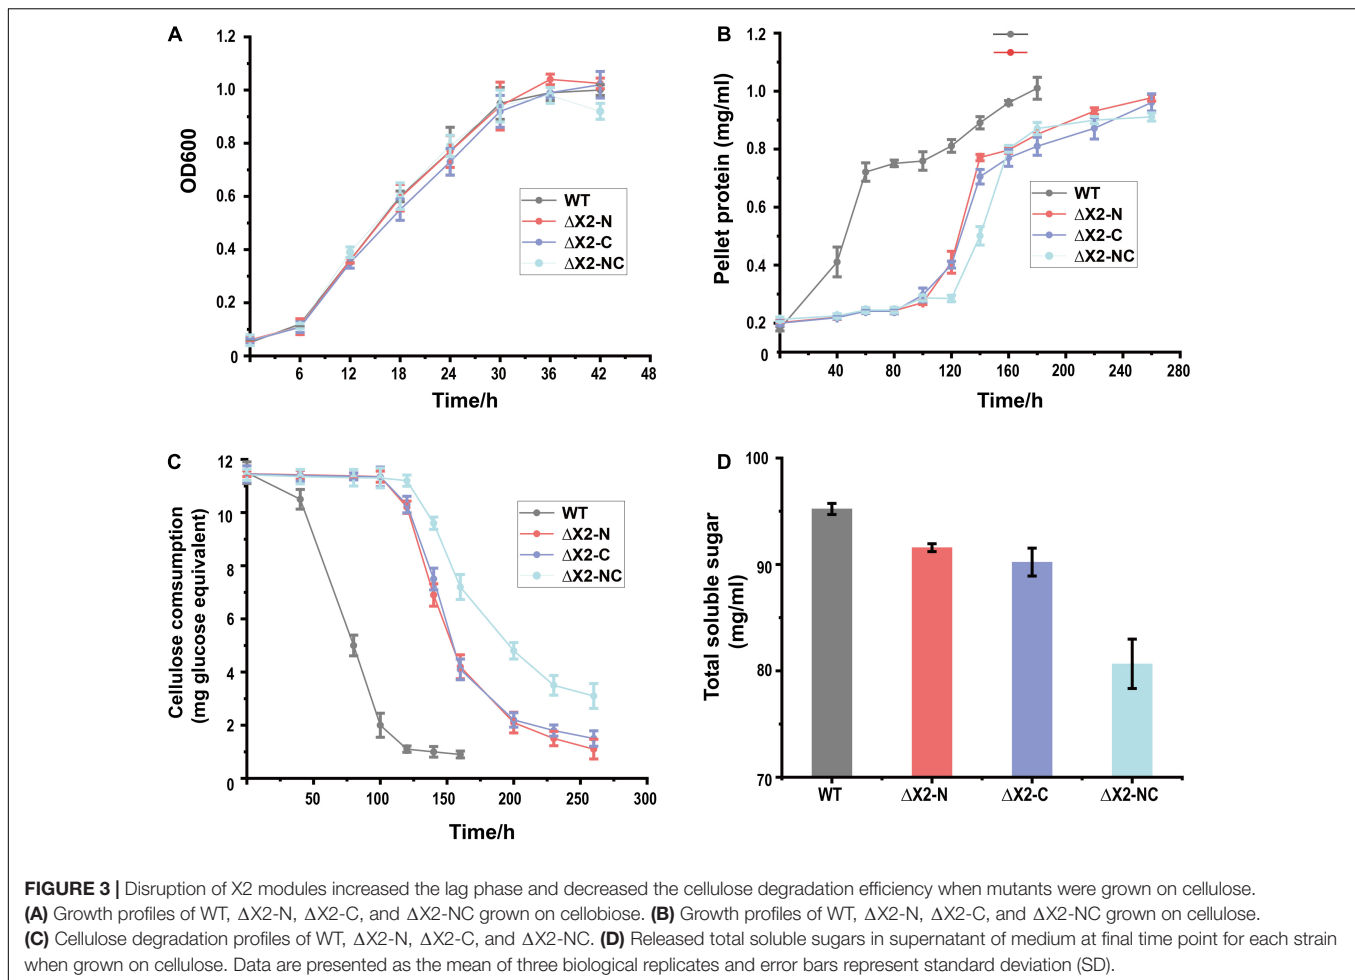 A
OD600
1.2
1.0
0.8
0.6
0.4
0.2
0
6
12
18
24
30
36
42
48
Time/h
WT
ΔX2-N
ΔX2-C
ΔX2-NC
B
Pellet protein (mg/ml)
1.2
1.0
0.8
0.6
0.4
0.2
0
40
80
120
160
200
240
280
Time/h
WT
ΔX2-N
ΔX2-C
ΔX2-NC
C
Cellulose comsumption
(mg glucose equivalent)
12
10
8
6
4
2
0
50
100
150
200
250
300
Time/h
WT
ΔX2-N
ΔX2-C
ΔX2-NC
D
Total soluble sugar
(mg/ml)
100
90
80
70
WT
ΔX2-N
ΔX2-C
ΔX2-NC
FIGURE 3 | Disruption of X2 modules increased the lag phase and decreased the cellulose degradation efficiency when mutants were grown on cellulose.
(A) Growth profiles of WT, ΔX2-N, ΔX2-C, and ΔX2-NC grown on cellobiose. (B) Growth profiles of WT, ΔX2-N, ΔX2-C, and ΔX2-NC grown on cellulose.
(C) Cellulose degradation profiles of WT, ΔX2-N, ΔX2-C, and ΔX2-NC. (D) Released total soluble sugars in supernatant of medium at final time point for each strain
when grown on cellulose. Data are presented as the mean of three biological replicates and error bars represent standard deviation (SD).